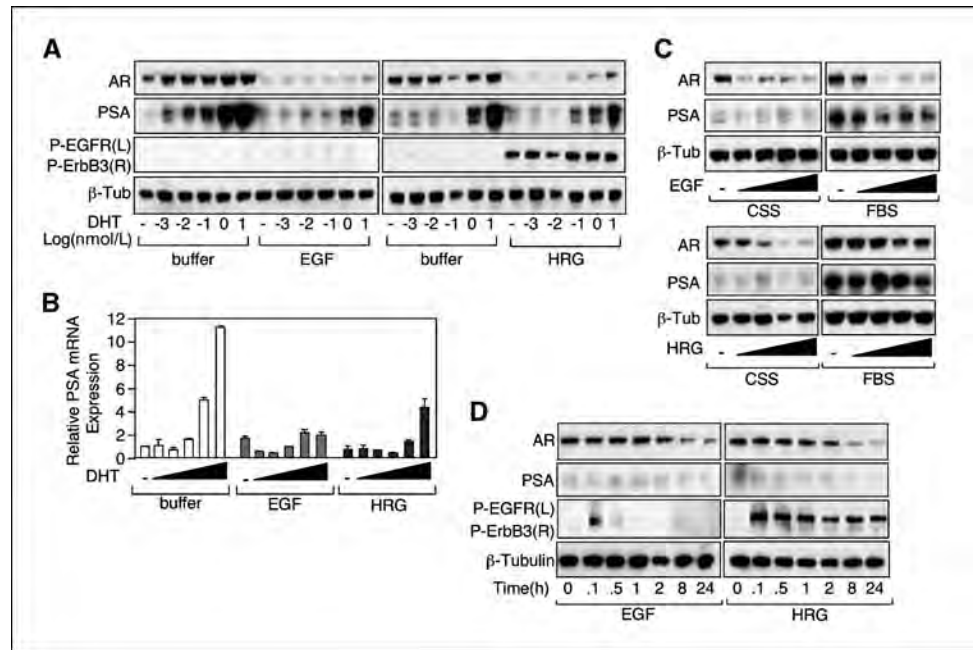 A
AR
PSA
P-EGFR(L)
P-ErbB3(R)
β-Tub
DHT - -3 -2 -1 0 1 - -3 -2 -1 0 1 - -3 -2 -1 0 1 - -3 -2 -1 0 1
Log(nmol/L)
buffer EGF buffer HRG
B
Relative PSA mRNA
Expression
12
10
8
6
4
2
0
DHT - - -
buffer EGF HRG
C
AR
PSA
β-Tub
EGF - -
CSS FBS
AR
PSA
β-Tub
HRG - -
CSS FBS
D
AR
PSA
P-EGFR(L)
P-ErbB3(R)
β-Tubulin
Time(h) 0 .1 .5 1 2 8 24 0 .1 .5 1 2 8 24
EGF HRG